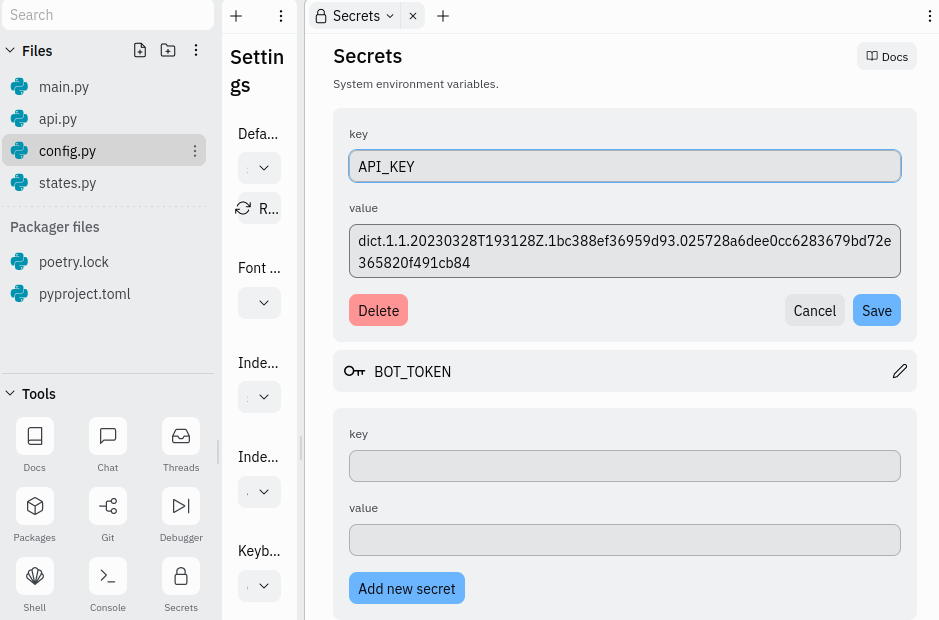 Search
Files
main.py
api.py
config.py
states.py
Packager files
poetry.lock
pyproject.toml
Tools
Docs
Chat
Threads
Packages
Git
Debugger
Shell
Console
Secrets
Settin
gs
Defa...
R...
Font ...
Inde...
Inde...
Keyb...
Secrets
Secrets
Docs
System environment variables.
key
API_KEY
value
dict.1.1.20230328T193128Z.1bc388ef36959d93.025728a6dee0cc6283679bd72e
365820f491cb84
Delete
Cancel
Save
BOT_TOKEN
key
value
Add new secret